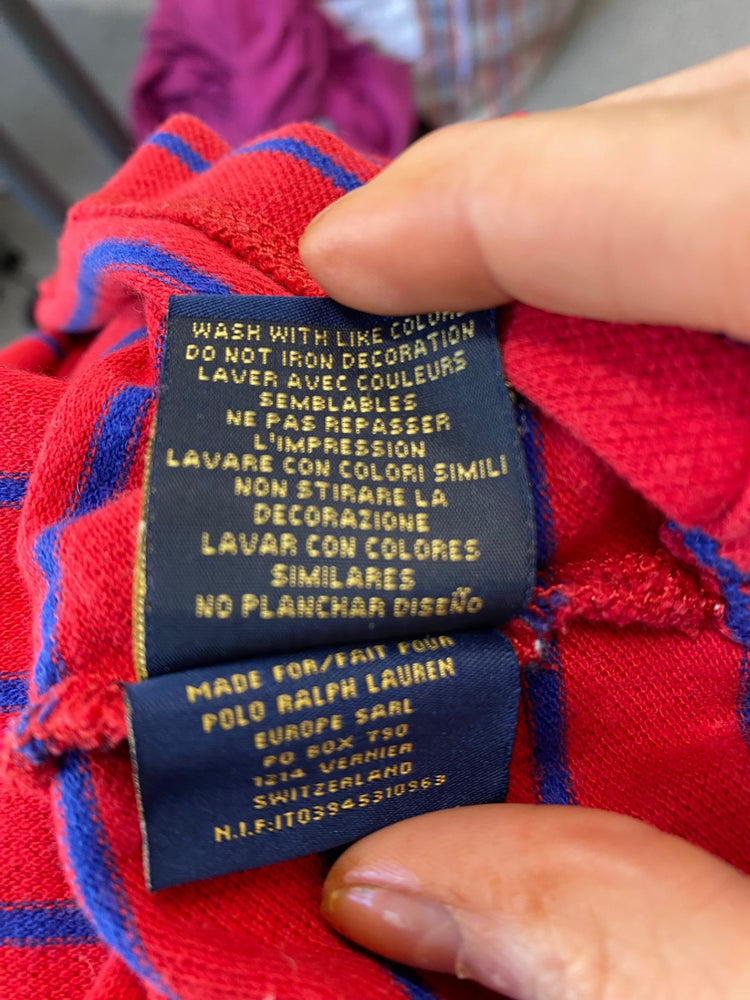 WASH WITH LIKE COLORS
DO NOT IRON DECORATION
LAVER AVEC COULEURS
SEMBLABLES
NE PAS REPASSER
L'IMPRESSION
LAVARE CON COLORI SIMILI
NON STIRARE LA
DECORAZIONE
LAVAR CON COLORES
SIMILARES
NO PLANCHAR DISEÑO
MADE FOR/FAIT POUR
POLO RALPH LAUREN
EUROPE SARL
PO BOX 790
1214 VERNIER
SWITZERLAND
N.I.F:IT03945310963